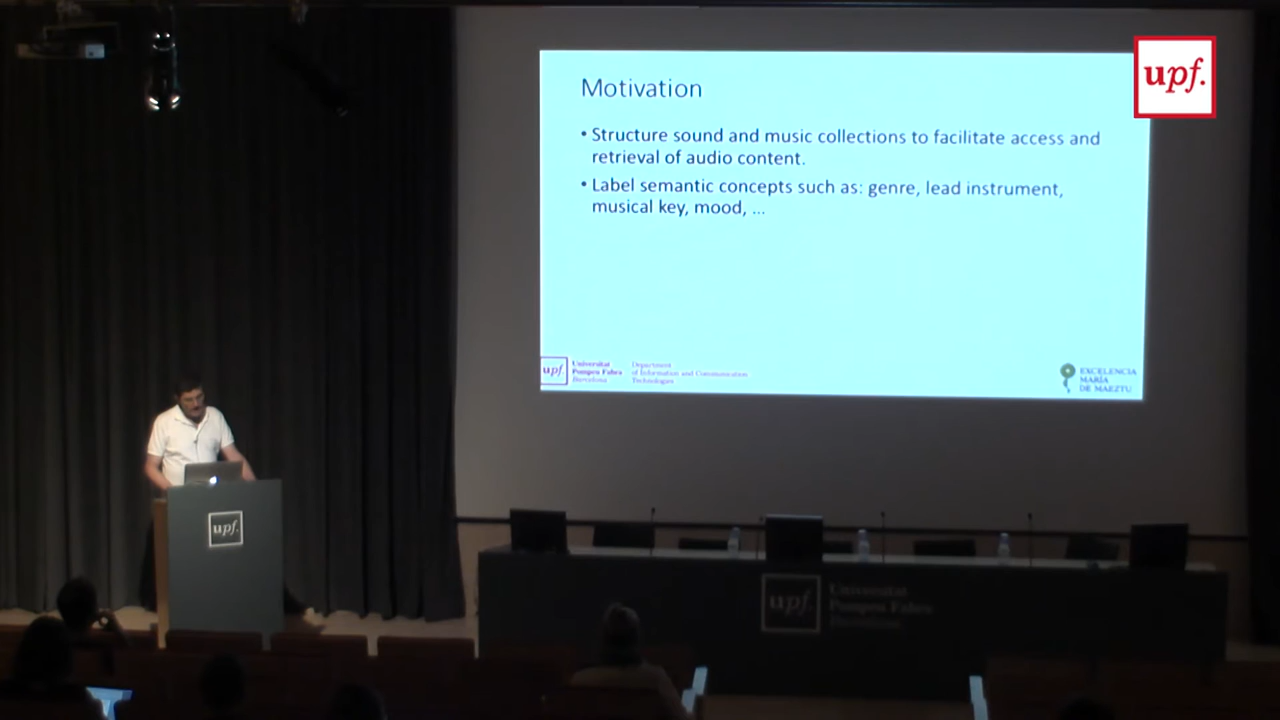 upf.
Motivation
• Structure sound and music collections to facilitate access and
retrieval of audio content.
• Label semantic concepts such as: genre, lead instrument,
musical key, mood, ...
upf.
Universitat
Pompeu Fabra
Barcelona
Department
of Information and Communication
Technologies
EXCELENCIA
MARÍA
DE MAEZTU
upf.
upf.
Universitat
Pompeu Fabra
Barcelona